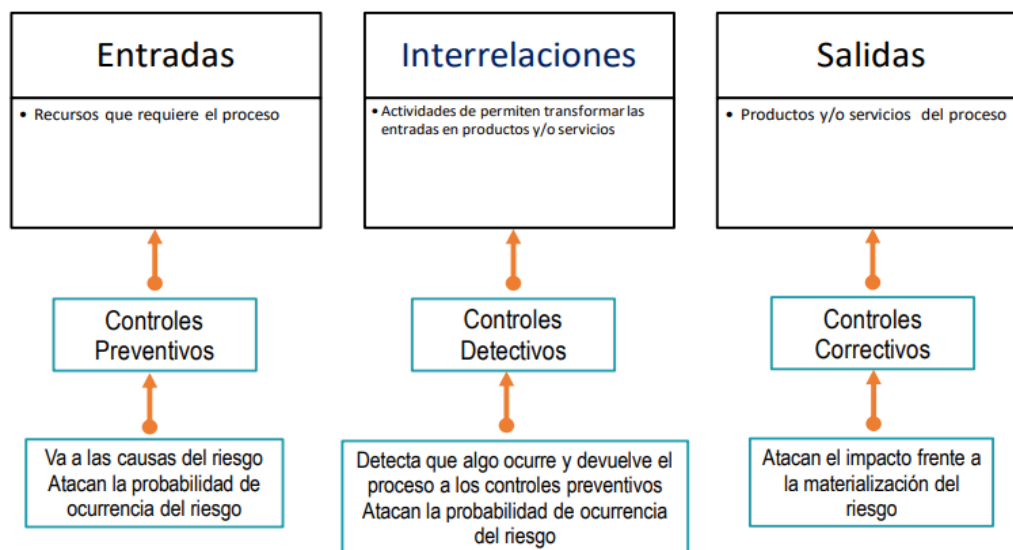 Entradas
• Recursos que requiere el proceso
Interrelaciones
• Actividades de permiten transformar las
entradas en productos y/o servicios
Salidas
• Productos y/o servicios del proceso
Controles
Preventivos
Controles
Detectivos
Controles
Correctivos
Va a las causas del riesgo
Atacan la probabilidad de
ocurrencia del riesgo
Detecta que algo ocurre y devuelve el
proceso a los controles preventivos
Atacan la probabilidad de ocurrencia
del riesgo
Atacan el impacto frente a
la materialización del
riesgo